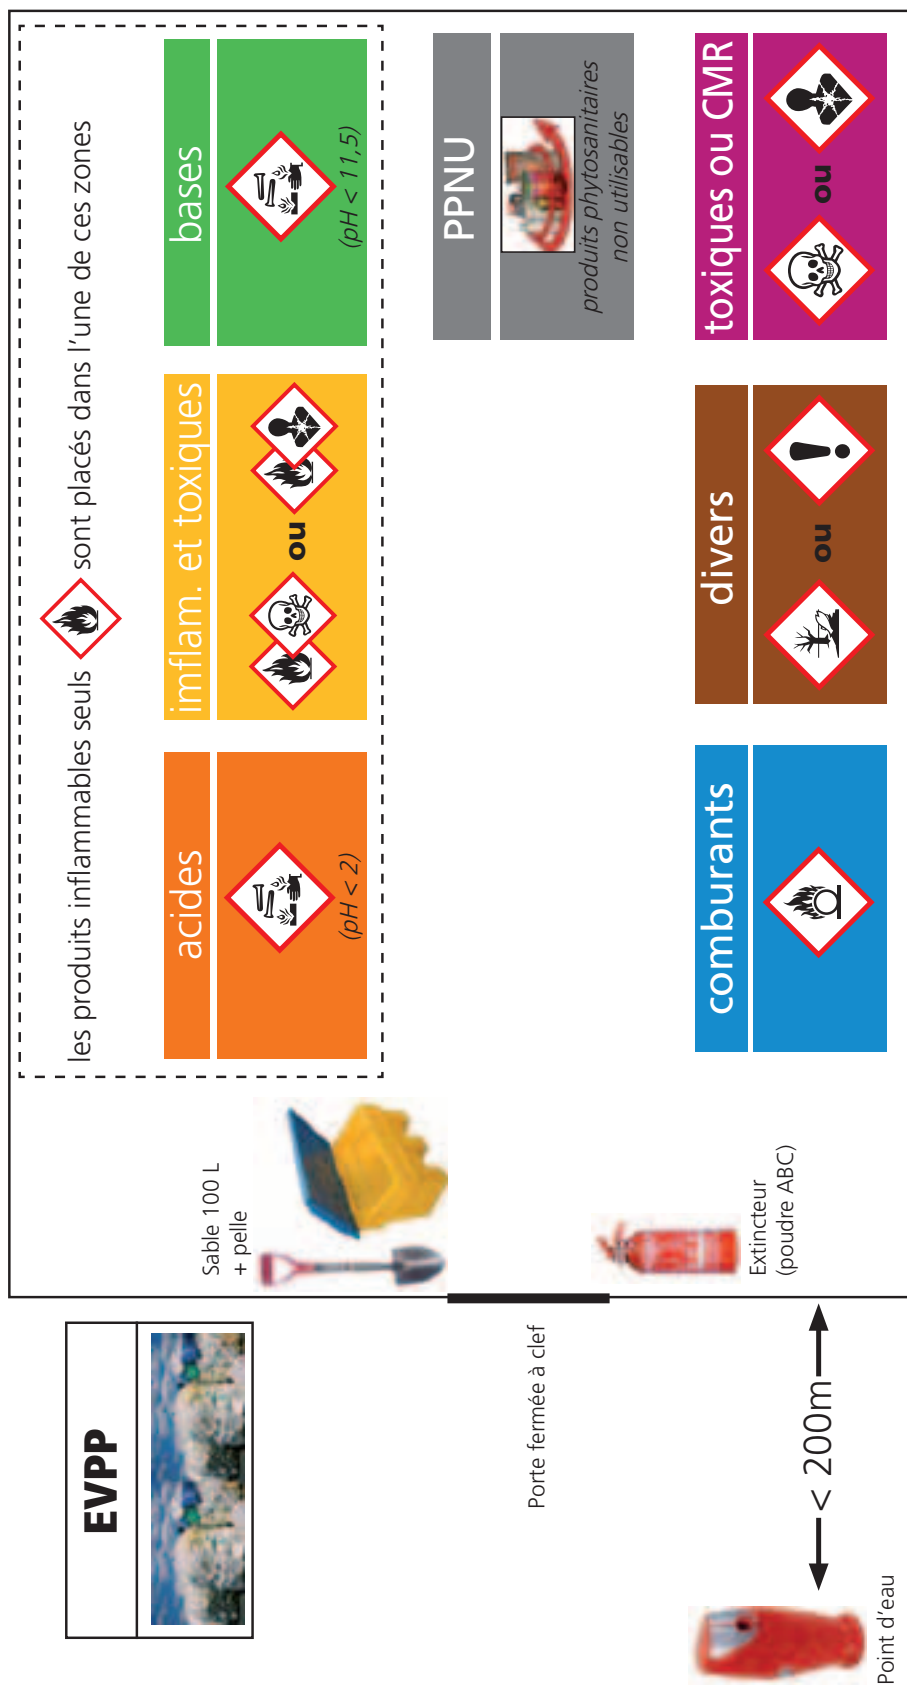 les produits inflammables seuls sont placés dans l'une de ces zones
acides
(pH < 2)
imflam. et toxiques
ou
bases
(pH < 11,5)
PPNU
produits phytosanitaires
non utilisables
comburants
divers
ou
toxiques ou CMR
ou
EVPP
Sable 100 L
+ pelle
Porte fermée à clef
Extincteur
(poudre ABC)
< 200m
Point d'eau